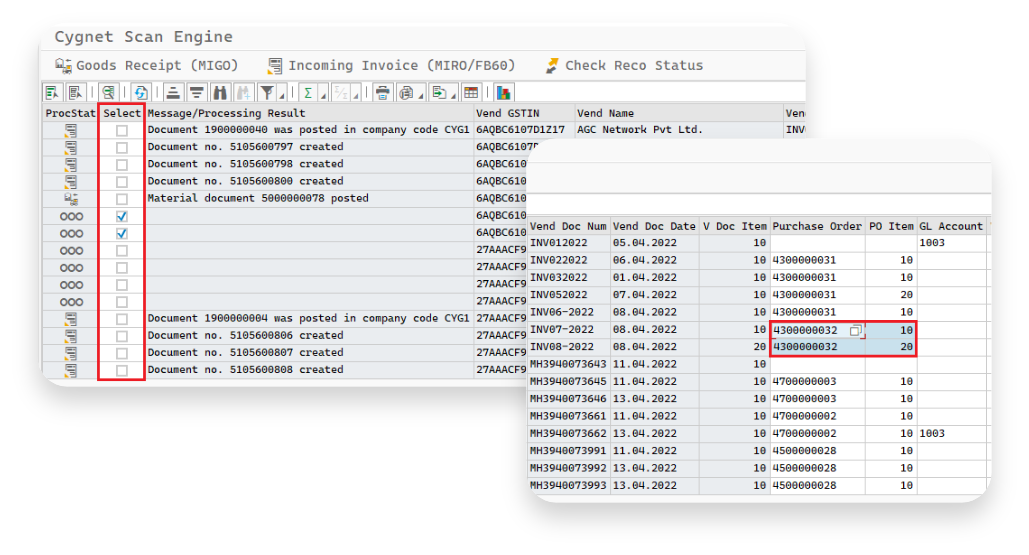 Cygnet Scan Engine
Goods Receipt (MIGO) Incoming Invoice (MIRO/FB60) Check Reco Status
ProcStat Select Message/Processing Result Vend GSTIN Vend Name Ven
Document 1900000040 was posted in company code CYG1 6AQBC6107D1Z17 AGC Network Pvt Ltd. INV
Document no. 5105600797 created 6AQBC6107
Document no. 5105600798 created 6AQBC610
Document no. 5105600800 created 6AQBC610
Material document 5000000078 posted 6AQBC610
6AQBC610
6AQBC610
27AAACF9
27AAACF9
27AAACF9
27AAACF9
Document 1900000004 was posted in company code CYG1 27AAACF9
Document no. 5105600806 created 27AAACF9
Document no. 5105600807 created 27AAACF9
Document no. 5105600808 created 27AAACF9
Vend Doc Num Vend Doc Date V Doc Item Purchase Order PO Item GL Account
INV012022 05.04.2022 10 1003
INV022022 06.04.2022 10 4300000031 10
INV032022 01.04.2022 10 4300000031 10
INV052022 07.04.2022 10 4300000031 20
INV06-2022 08.04.2022 10 4300000031 10
INV07-2022 08.04.2022 10 4300000032 10
INV08-2022 08.04.2022 20 4300000032 20
MH3940073643 11.04.2022 10
MH3940073645 11.04.2022 10 4700000003 10
MH3940073646 13.04.2022 10 4700000003 10
MH3940073661 11.04.2022 10 4700000002 10
MH3940073662 13.04.2022 10 4700000002 10 1003
MH3940073991 11.04.2022 10 4500000028 10
MH3940073992 13.04.2022 10 4500000028 10
MH3940073993 13.04.2022 10 4500000028 10